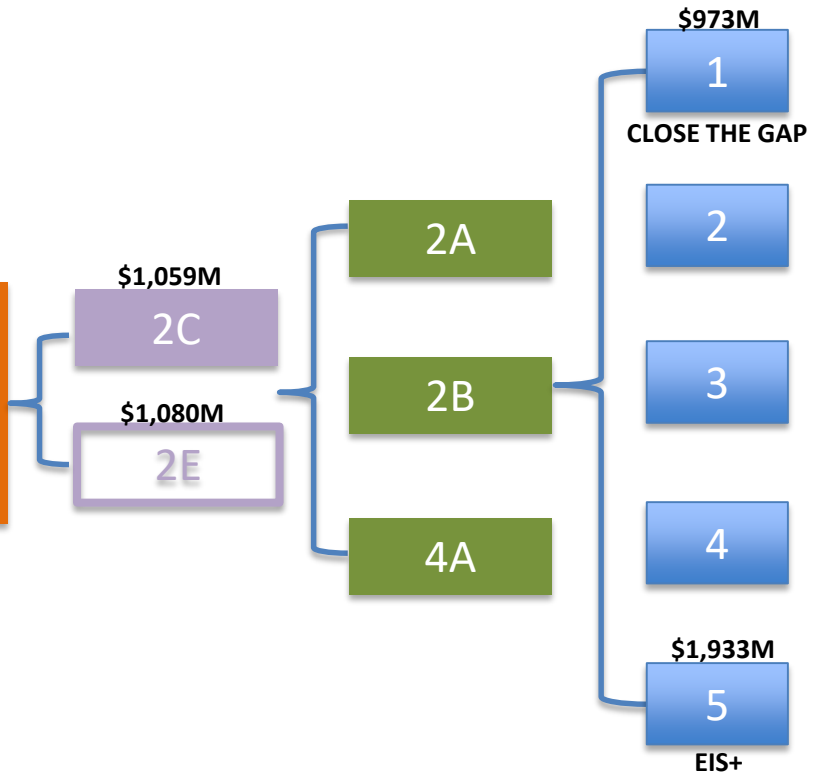 $973M
1
CLOSE THE GAP
2A
2
$1,059M
2C
2B
3
$1,080M
2E
4A
4
$1,933M
5
EIS+